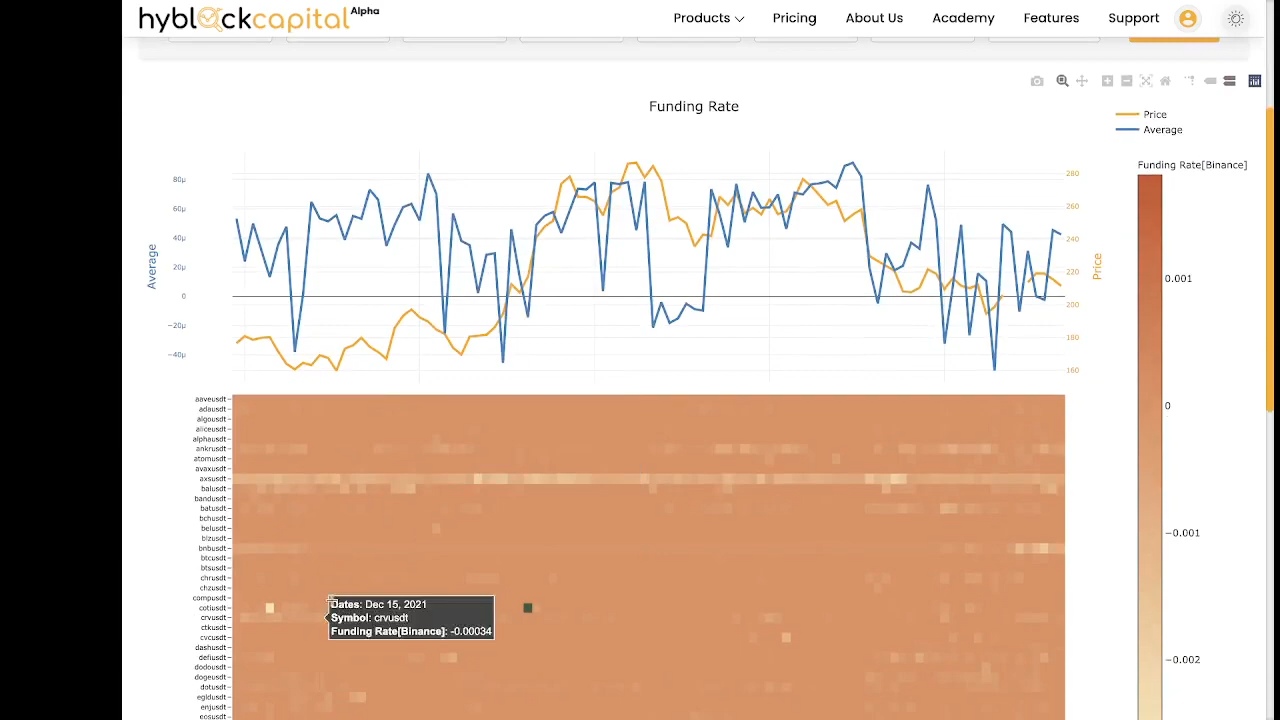 hyblockcapital Alpha
Products Pricing About Us Academy Features Support
Funding Rate
Price
Average
Funding Rate[Binance]
80µ
60µ
40µ
20µ
0
−20µ
−40µ
Average
280
260
240
220
200
180
160
Price
0.001
0
−0.001
−0.002
aaveusdt
adausdt
algousdt
aliceusdt
alphausdt
ankrusdt
atomusdt
avaxusdt
axsusdt
balusdt
bandusdt
batusdt
bchusdt
belusdt
blzusdt
bnbusdt
btcusdt
btsusdt
chrusdt
chzusdt
compusdt
cotiusdt
crvusdt
ctkusdt
cvcusdt
dashusdt
defiusdt
dodousdt
dogeusdt
dotusdt
egldusdt
enjusdt
eosusdt
Dates: Dec 15, 2021
Symbol: crvusdt
Funding Rate[Binance]: -0.00034